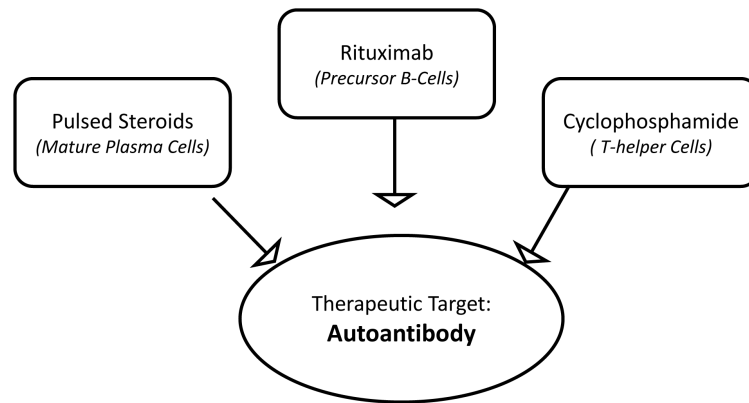 Rituximab
(Precursor B-Cells)
Pulsed Steroids
(Mature Plasma Cells)
Cyclophosphamide
( T-helper Cells)
Therapeutic Target:
Autoantibody